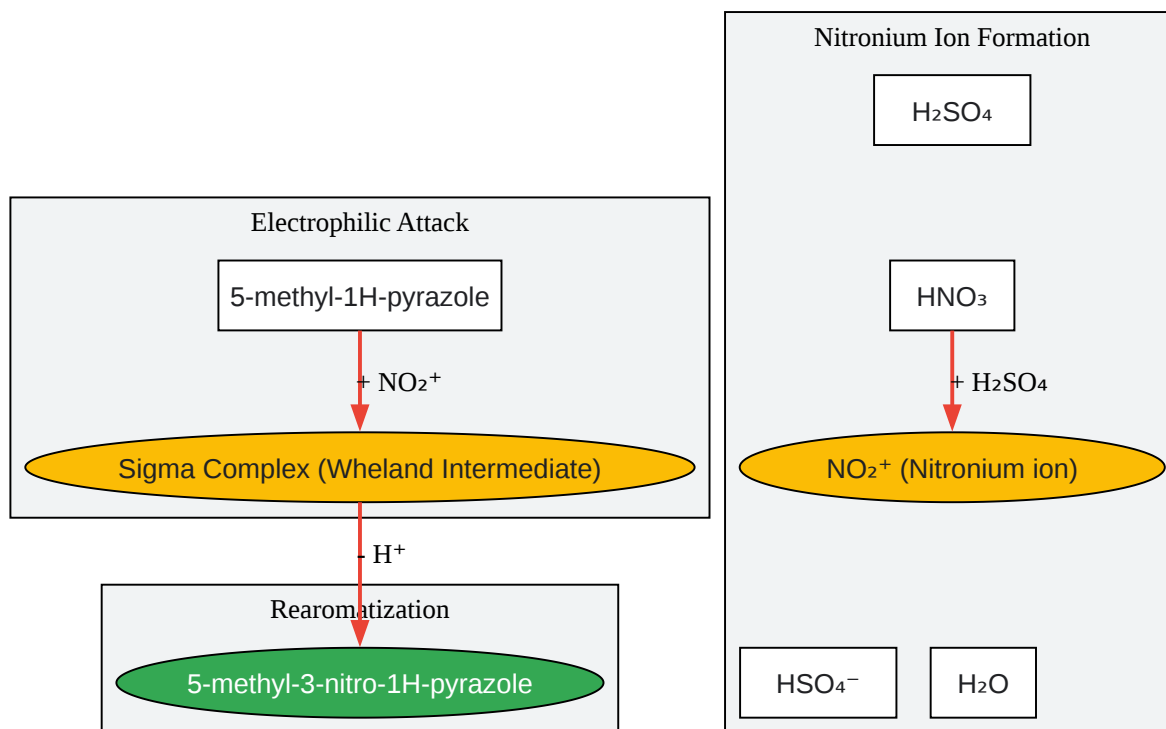 Nitronium Ion Formation
H₂SO₄
HNO₃
+ H₂SO₄
NO₂⁺ (Nitronium ion)
HSO₄⁻
H₂O
Electrophilic Attack
5-methyl-1H-pyrazole
+ NO₂⁺
Sigma Complex (Wheland Intermediate)
- H⁺
Rearomatization
5-methyl-3-nitro-1H-pyrazole